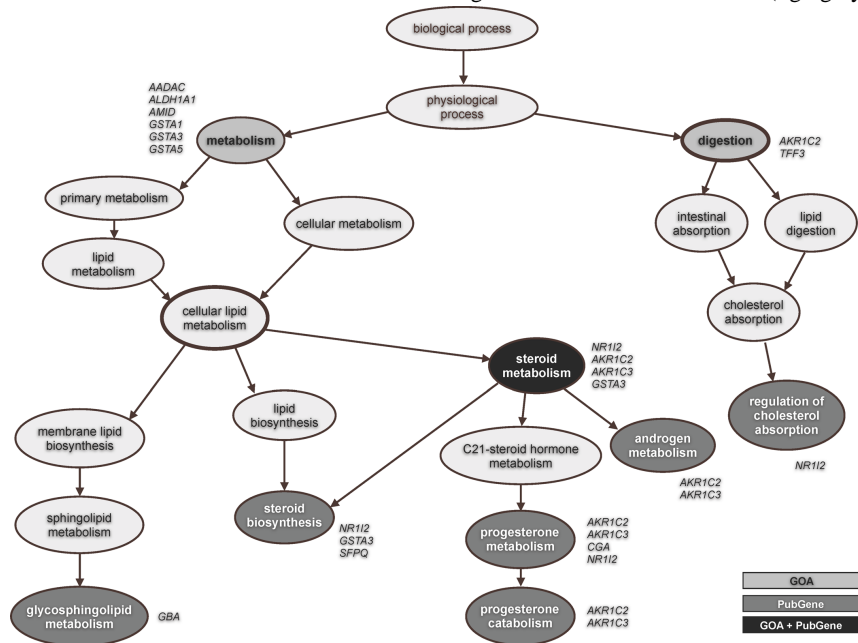 biological process
physiological
process
AADAC
ALDH1A1
AMID
GSTA1
GSTA3
GSTA5
metabolism
digestion
AKR1C2
TFF3
primary metabolism
cellular metabolism
intestinal
absorption
lipid
digestion
lipid
metabolism
cellular lipid
metabolism
cholesterol
absorption
steroid
metabolism
NR1I2
AKR1C2
AKR1C3
GSTA3
lipid
biosynthesis
regulation of
cholesterol
absorption
NR1I2
membrane lipid
biosynthesis
C21-steroid hormone
metabolism
androgen
metabolism
AKR1C2
AKR1C3
sphingolipid
metabolism
steroid
biosynthesis
NR1I2
GSTA3
SFPQ
progesterone
metabolism
AKR1C2
AKR1C3
CGA
NR1I2
glycosphingolipid
metabolism
GBA
progesterone
catabolism
AKR1C2
AKR1C3
GOA
PubGene
GOA + PubGene